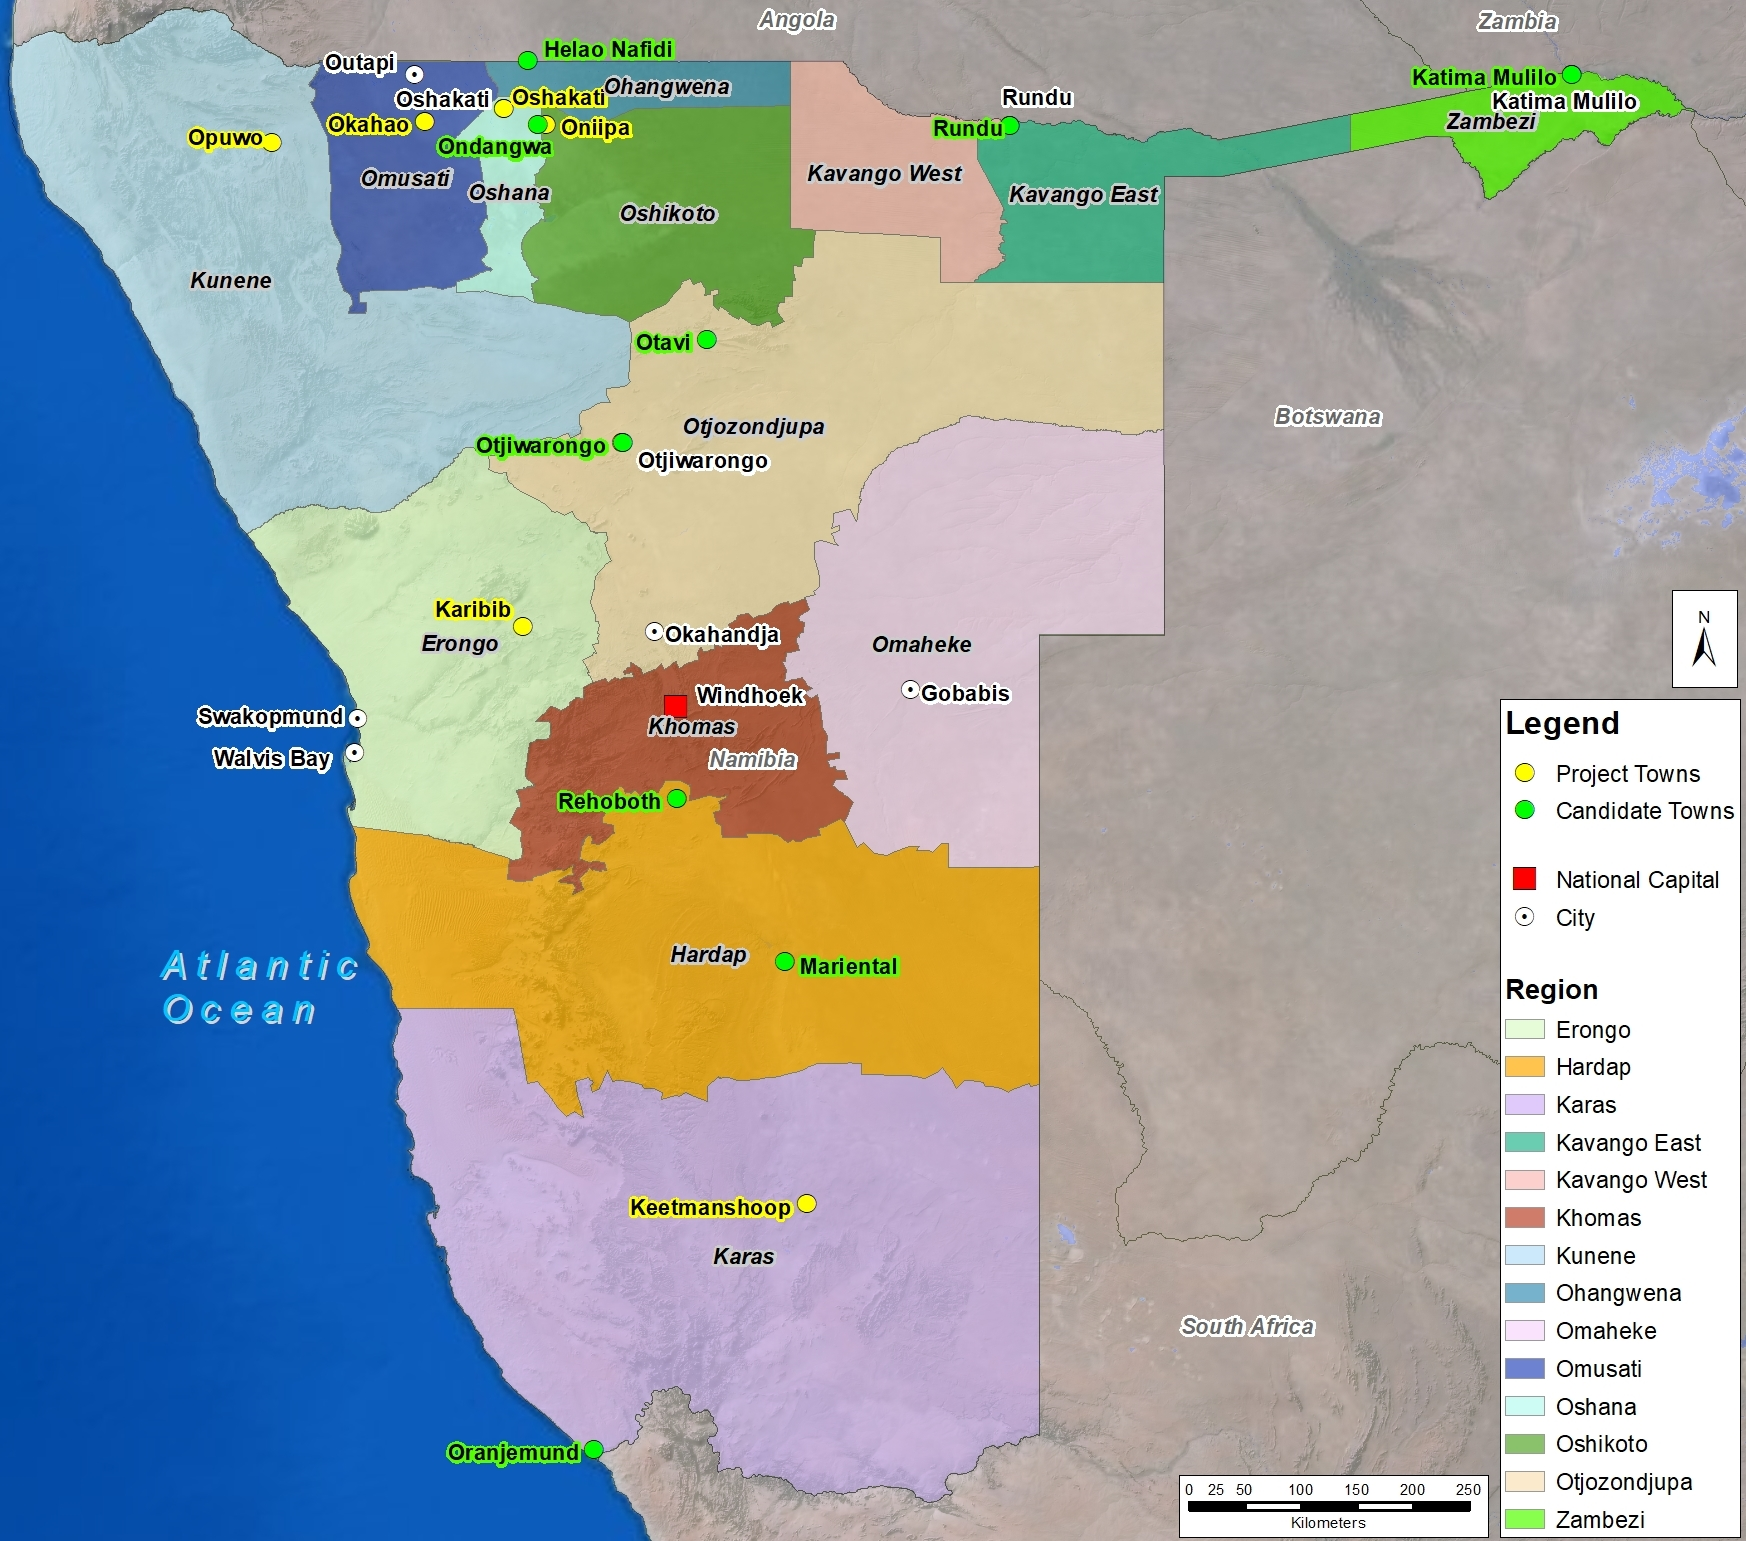 Angola
Zambia
Helao Nafidi
Outapi
Katima Mulilo
Ohangwena
Oshakati
Oshakati
Rundu
Katima Mulilo
Okahao
Oniipa
Rundu
Zambezi
Opuwo
Ondangwa
Kavango West
Omusati
Oshana
Kavango East
Oshikoto
Kunene
Otavi
Botswana
Otjozondjupa
Otjiwarongo
Otjiwarongo
Karibib
Erongo
Okahandja
Omaheke
Gobabis
Windhoek
Swakopmund
Khomas
Walvis Bay
Namibia
Rehoboth
Hardap
Mariental
Atlantic
Ocean
Keetmanshoop
Karas
South Africa
Oranjemund
N
Legend
Project Towns
Candidate Towns
National Capital
City
Region
Erongo
Hardap
Karas
Kavango East
Kavango West
Khomas
Kunene
Ohangwena
Omaheke
Omusati
Oshana
Oshikoto
Otjozondjupa
Zambezi
0 25 50 100 150 200 250
Kilometers